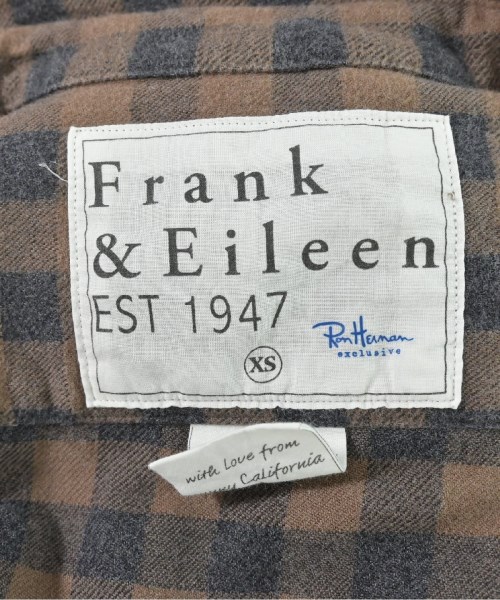 Frank
& Eileen
EST 1947
Ron Herman
exclusive
XS
with Love from
California